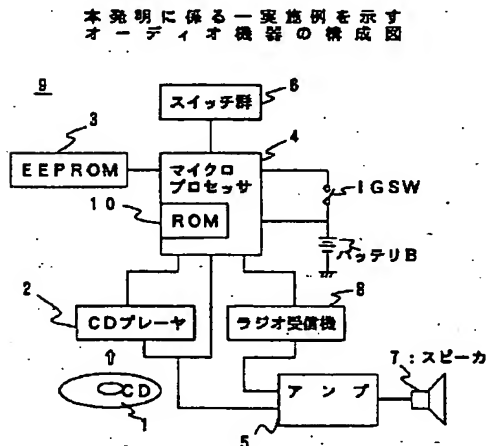 本発明に係る一実施例を示す
オーディオ機器の構成図
9
スイッチ群
6
3
4
EEPROM
マイクロ
プロセッサ
IGSW
10
ROM
バッテリB
2
8
CDプレーヤ
ラジオ受信機
7:スピーカ
CD
アンプ
1
5